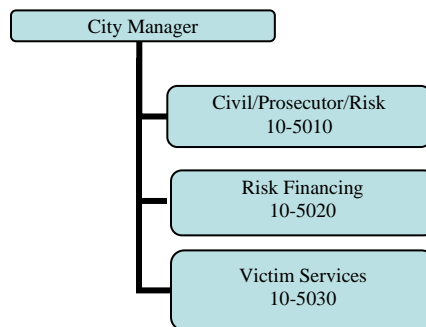 City Manager
Civil/Prosecutor/Risk
10-5010
Risk Financing
10-5020
Victim Services
10-5030